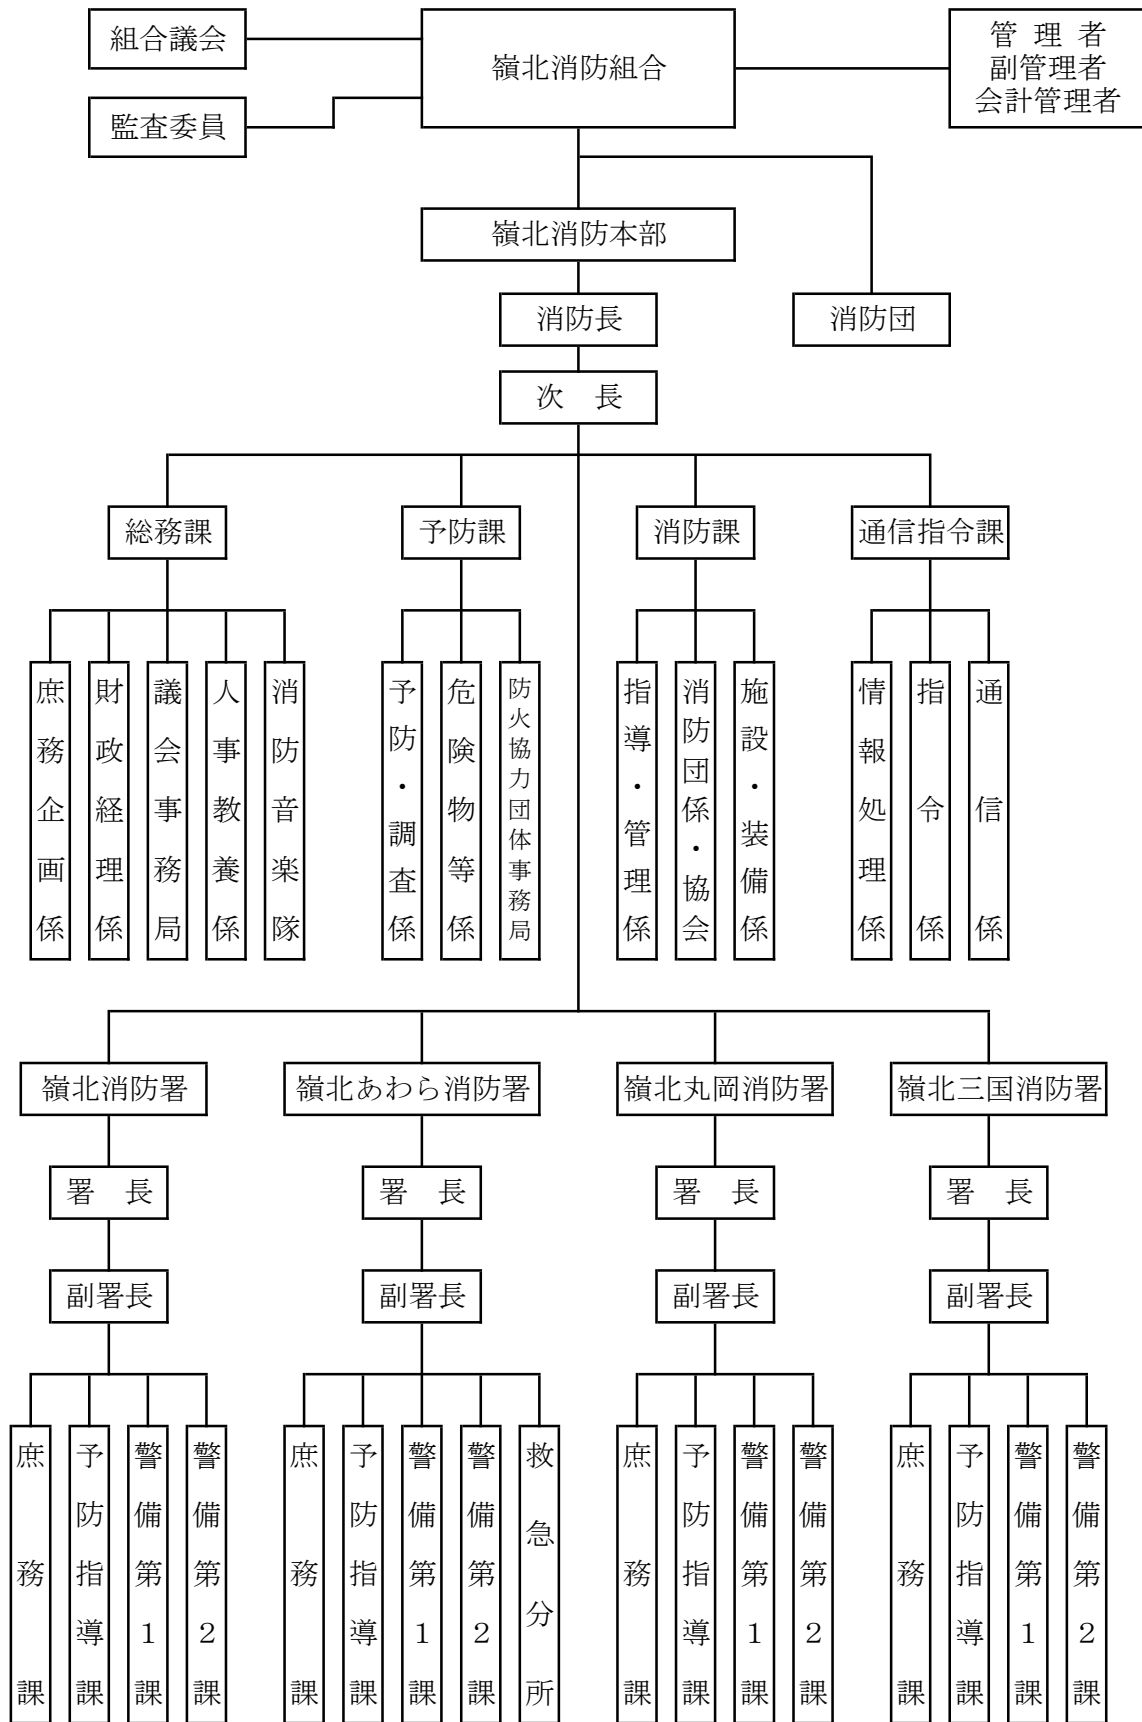 組合議会
嶺北消防組合
管理者
副管理者
会計管理者
監査委員
嶺北消防本部
消防長
消防団
次　長
総務課
予防課
消防課
通信指令課
庶務企画係
財政経理係
議会事務局
人事教養係
消防音楽隊
予防・調査係
危険物等係
防火協力団体事務局
指導・管理係
消防団係・協会
施設・装備係
情報処理係
指令係
通信係
嶺北消防署
嶺北あわら消防署
嶺北丸岡消防署
嶺北三国消防署
署　長
署　長
署　長
署　長
副署長
副署長
副署長
副署長
庶務課
予防指導課
警備第１課
警備第２課
庶務課
予防指導課
警備第１課
警備第２課
救急分所
庶務課
予防指導課
警備第１課
警備第２課
庶務課
予防指導課
警備第１課
警備第２課